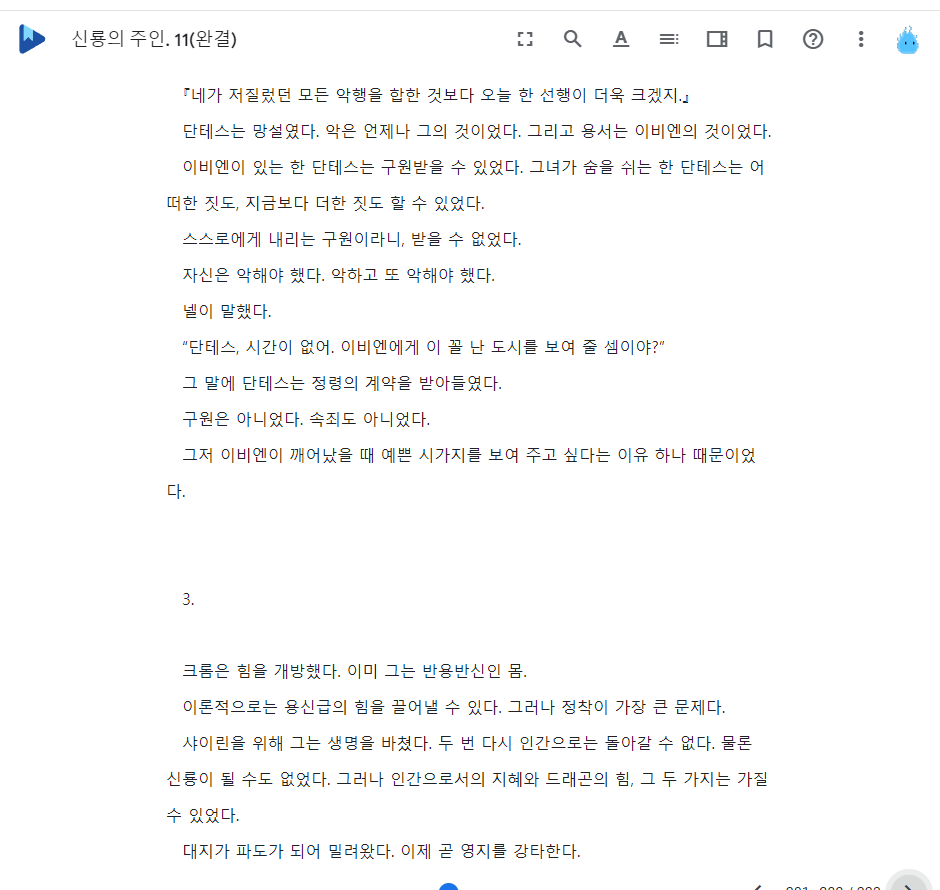 신룡의 주인. 11(완결)
『네가 저질렀던 모든 악행을 합한 것보다 오늘 한 선행이 더욱 크겠지.』
단테스는 망설였다. 악은 언제나 그의 것이었다. 그리고 용서는 이비엔의 것이었다.
이비엔이 있는 한 단테스는 구원받을 수 있었다. 그녀가 숨을 쉬는 한 단테스는 어
떠한 짓도, 지금보다 더한 짓도 할 수 있었다.
스스로에게 내리는 구원이라니, 받을 수 없었다.
자신은 악해야 했다. 악하고 또 악해야 했다.
넬이 말했다.
“단테스, 시간이 없어. 이비엔에게 이 꼴 난 도시를 보여 줄 셈이야?”
그 말에 단테스는 정령의 계약을 받아들였다.
구원은 아니었다. 속죄도 아니었다.
그저 이비엔이 깨어났을 때 예쁜 시가지를 보여 주고 싶다는 이유 하나 때문이었
다.
3.
크롬은 힘을 개방했다. 이미 그는 반용반신인 몸.
이론적으로는 용신급의 힘을 끌어낼 수 있다. 그러나 정착이 가장 큰 문제다.
샤이린을 위해 그는 생명을 바쳤다. 두 번 다시 인간으로는 돌아갈 수 없다. 물론
신룡이 될 수도 없었다. 그러나 인간으로서의 지혜와 드래곤의 힘, 그 두 가지는 가질
수 있었다.
대지가 파도가 되어 밀려왔다. 이제 곧 영지를 강타한다.